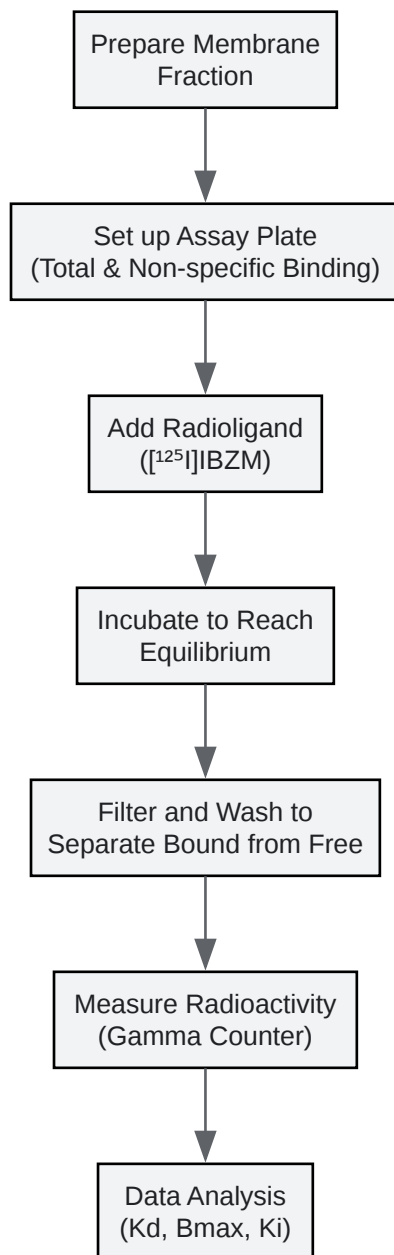 Prepare Membrane
Fraction
Set up Assay Plate
(Total & Non-specific Binding)
Add Radioligand
([¹²⁵I]IBZM)
Incubate to Reach
Equilibrium
Filter and Wash to
Separate Bound from Free
Measure Radioactivity
(Gamma Counter)
Data Analysis
(Kd, Bmax, Ki)